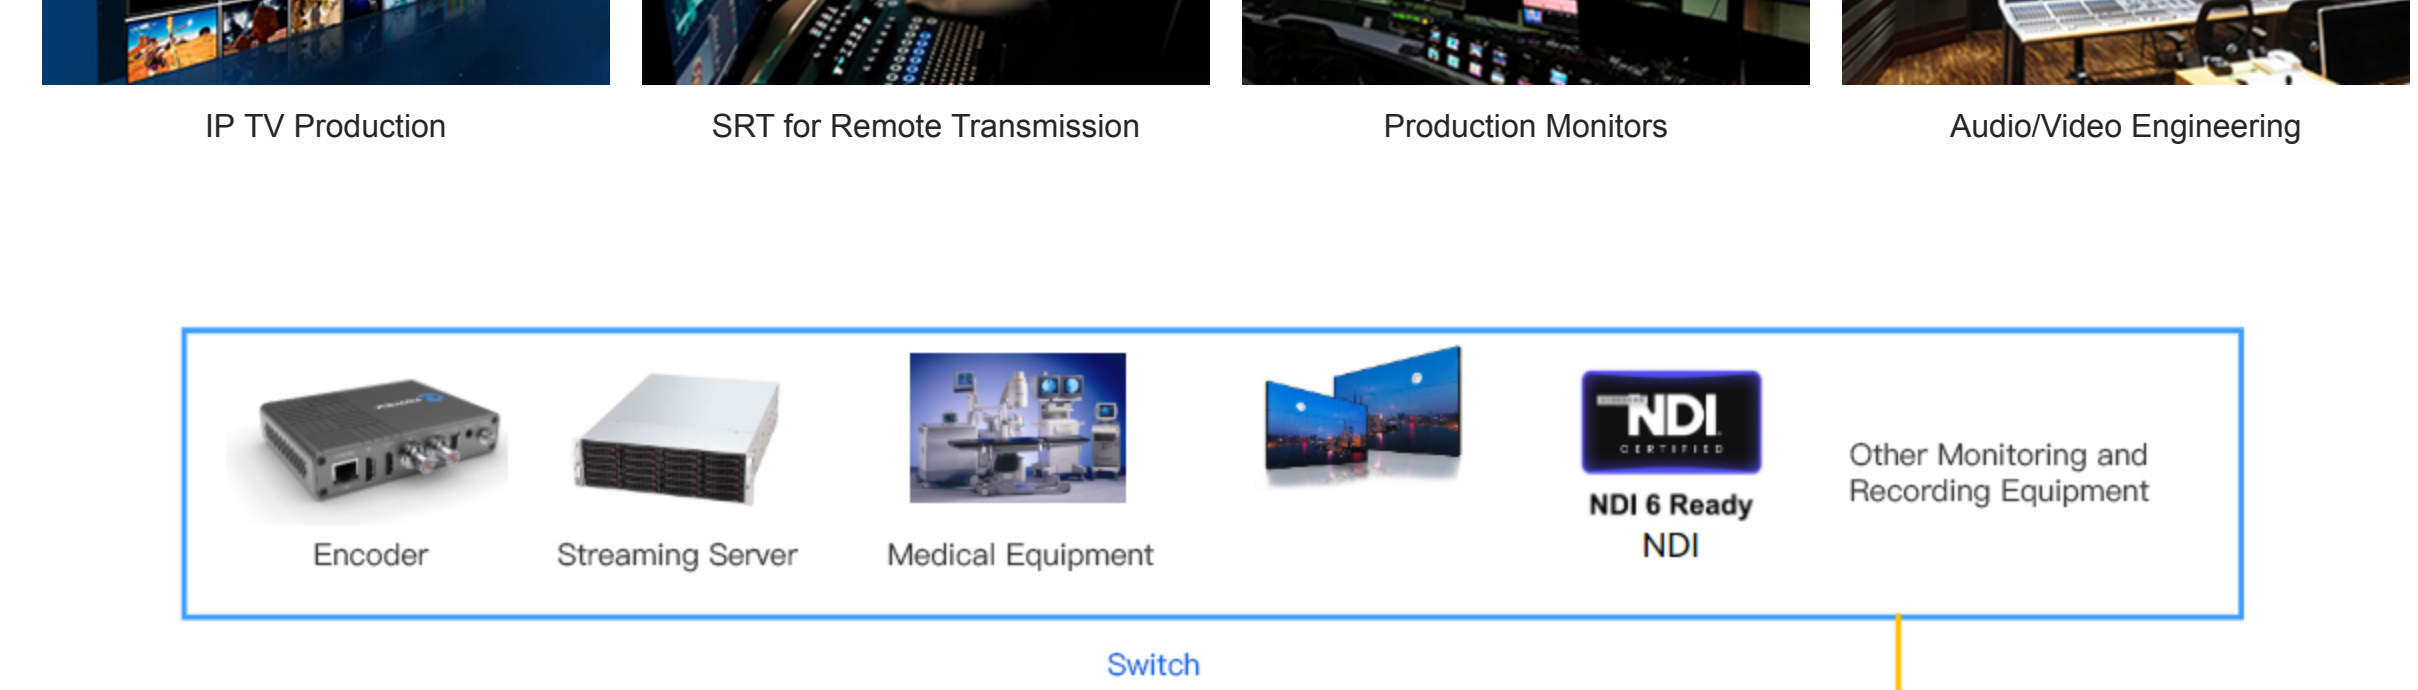 IP TV Production
SRT for Remote Transmission
Production Monitors
Audio/Video Engineering
NDI
CERTIFIED
NDI 6 Ready
NDI
Other Monitoring and
Recording Equipment
Encoder
Streaming Server
Medical Equipment
Switch